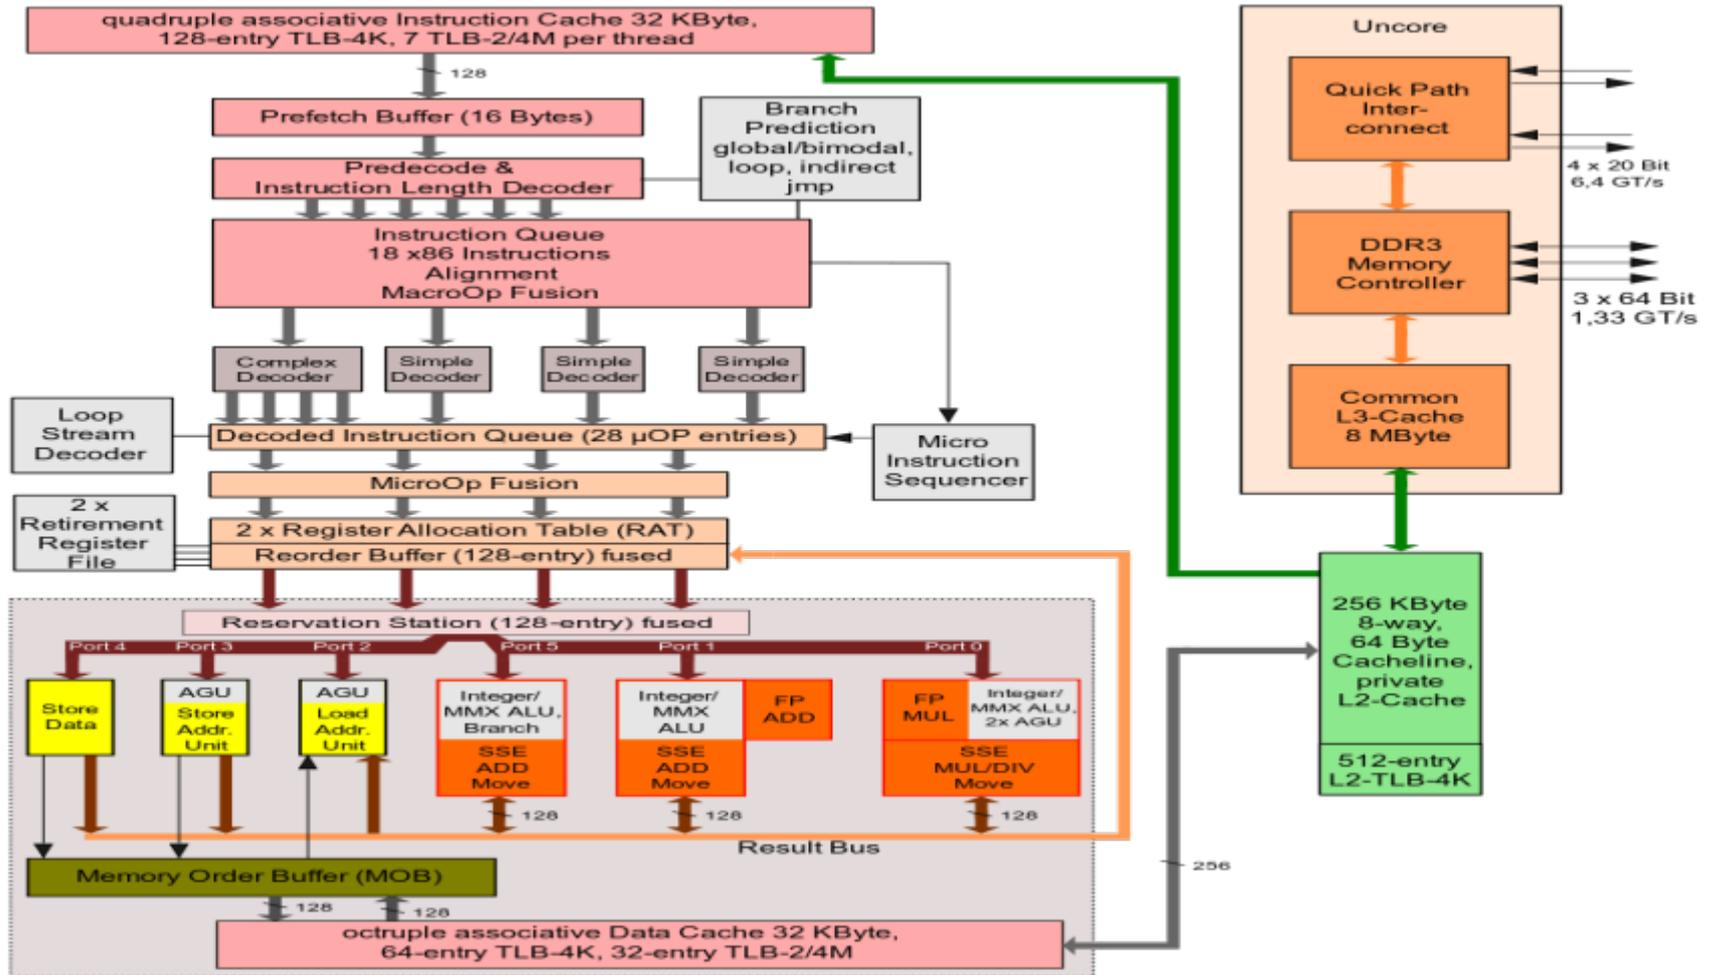 quadruple associative Instruction Cache 32 KByte,
128-entry TLB-4K, 7 TLB-2/4M per thread
128
Prefetch Buffer (16 Bytes)
Predecode &
Instruction Length Decoder
Branch
Prediction
global/bimodal,
loop, indirect
jmp
Instruction Queue
18 x86 Instructions
Alignment
MacroOp Fusion
Complex
Decoder
Simple
Decoder
Simple
Decoder
Simple
Decoder
Loop
Stream
Decoder
Decoded Instruction Queue (28 µOP entries)
Micro
Instruction
Sequencer
MicroOp Fusion
2 x
Retirement
Register
File
2 x Register Allocation Table (RAT)
Reorder Buffer (128-entry) fused
Reservation Station (128-entry) fused
Port 4
Port 3
Port 2
Port 5
Port 1
Port 0
Store
Data
AGU
Store
Addr.
Unit
AGU
Load
Addr.
Unit
Integer/
MMX ALU,
Branch
SSE
ADD
Move
Integer/
MMX
ALU
FP
ADD
SSE
ADD
Move
FP
MUL
Integer/
MMX ALU,
2x AGU
SSE
MUL/DIV
Move
128
128
128
Result Bus
Memory Order Buffer (MOB)
128
128
octruple associative Data Cache 32 KByte,
64-entry TLB-4K, 32-entry TLB-2/4M
256
Uncore
Quick Path
Inter-
connect
4 x 20 Bit
6,4 GT/s
DDR3
Memory
Controller
3 x 64 Bit
1,33 GT/s
Common
L3-Cache
8 MByte
256 KByte
8-way,
64 Byte
Cacheline,
private
L2-Cache
512-entry
L2-TLB-4K